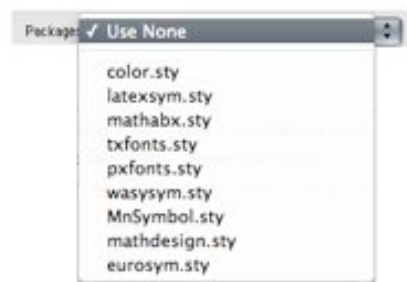 Package: ✓ Use None
color.sty
latexsym.sty
mathabx.sty
txfonts.sty
pxfonts.sty
wasysym.sty
MnSymbol.sty
mathdesign.sty
eurosym.sty